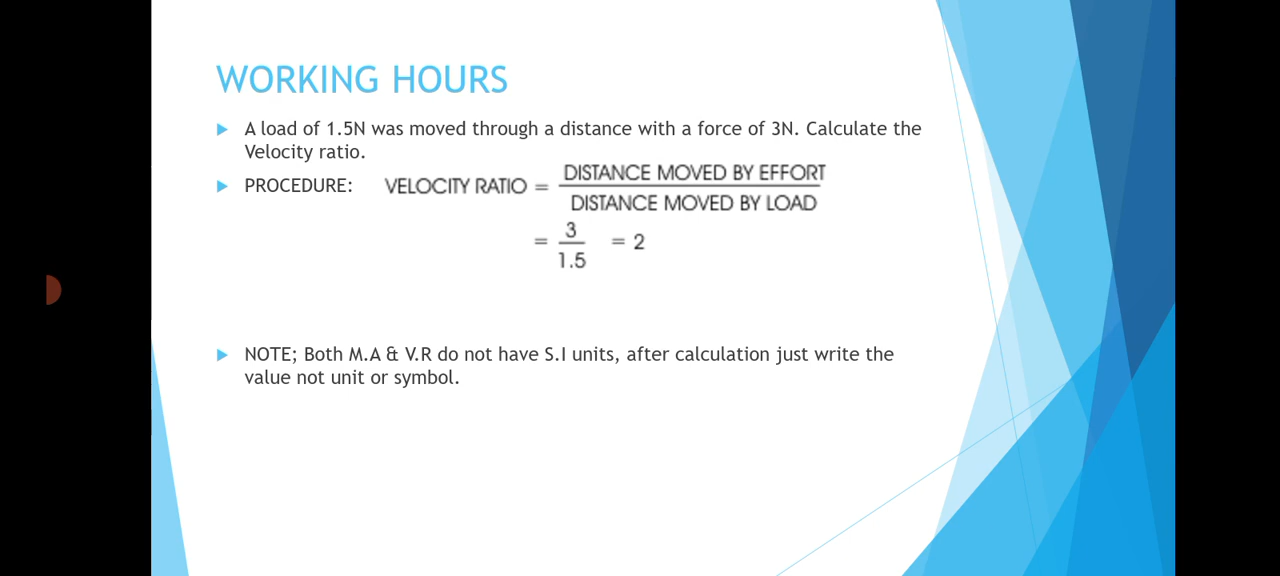 WORKING HOURS
A load of 1.5N was moved through a distance with a force of 3N. Calculate the
Velocity ratio.
PROCEDURE: VELOCITY RATIO = DISTANCE MOVED BY EFFORT
DISTANCE MOVED BY LOAD
= 3 = 2
1.5
NOTE; Both M.A & V.R do not have S.I units, after calculation just write the
value not unit or symbol.